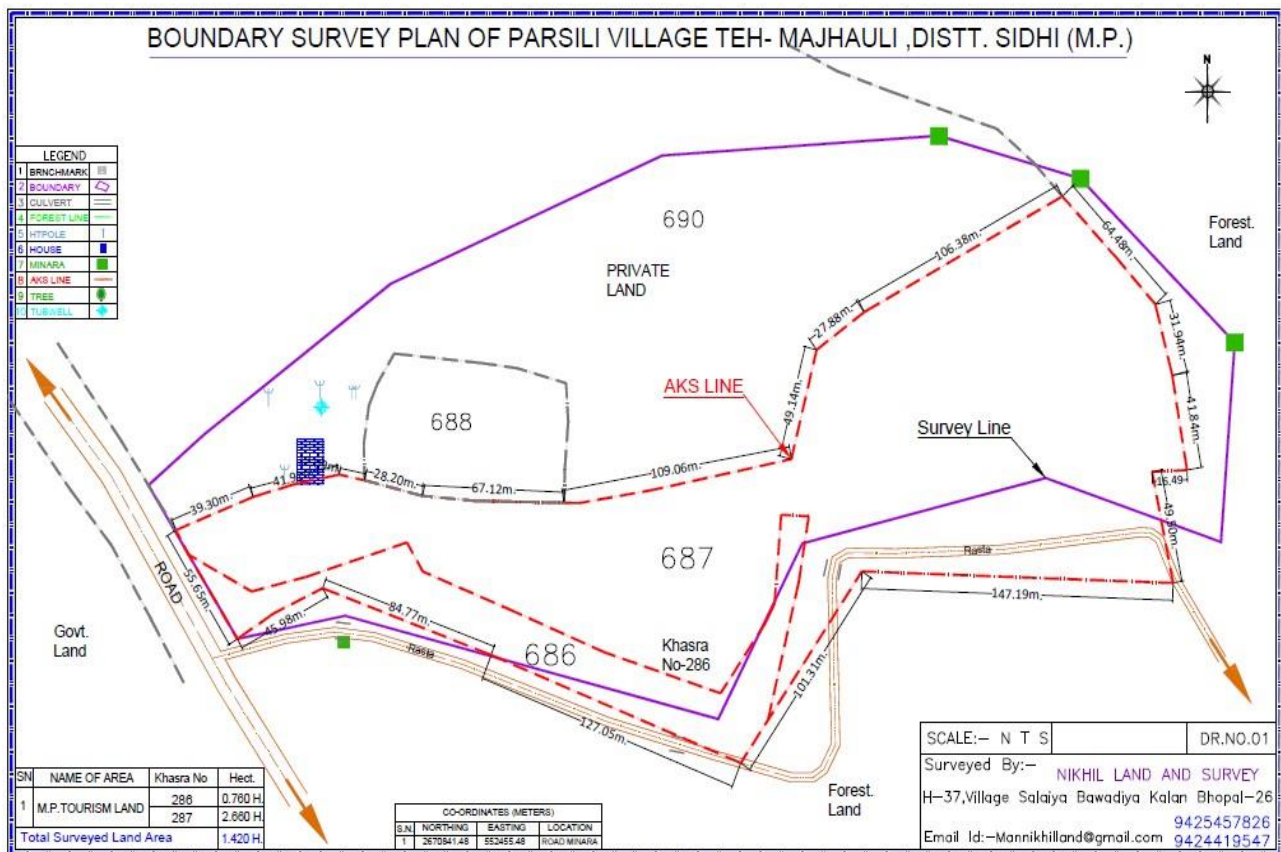 BOUNDARY SURVEY PLAN OF PARSILI VILLAGE TEH- MAJHAULI ,DISTT. SIDHI (M.P.)
N
LEGEND
1 BRNCHMARK
2 BOUNDARY
3 CULVERT
4 FOREST LINE
5 HTPOLE
6 HOUSE
7 MINARA
8 AKS LINE
9 TREE
10 TUBWELL
690
PRIVATE
LAND
Forest.
Land
106.38m.
64.48m.
27.88m.
31.94m.
49.14m.
41.84m.
AKS LINE
688
Survey Line
109.06m.
16.49
49.50m.
28.20m.
67.12m.
39.30m.
687
Rasta
147.19m.
ROAD
55.65m.
45.98m.
84.77m.
Govt.
Land
Rasta
686
Khasra
No-286
101.31m.
127.05m.
Forest.
Land
SN NAME OF AREA Khasra No Hect.
1 M.P.TOURISM LAND 286 0.760 H.
287 2.660 H.
Total Surveyed Land Area 1.420 H.
CO-ORDINATES (METERS)
S.N. NORTHING EASTING LOCATION
1 2670841.48 552455.48 ROAD MINARA
SCALE:- N T S DR.NO.01
Surveyed By:- NIKHIL LAND AND SURVEY
H-37,Village Salaiya Bawadiya Kalan Bhopal-26
9425457826
Email Id:-Mannikhilland@gmail.com 9424419547